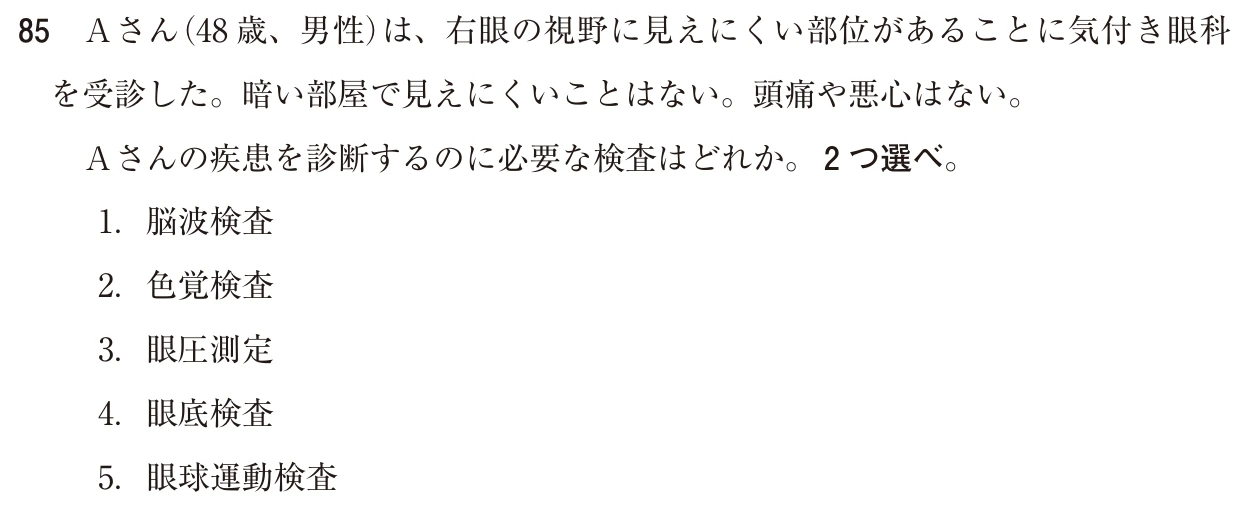 85 Aさん(48歳、男性)は、右眼の視野に見えにくい部位があることに気付き眼科
を受診した。暗い部屋で見えにくいことはない。頭痛や悪心はない。
Aさんの疾患を診断するのに必要な検査はどれか。2つ選べ。
1. 脳波検査
2. 色覚検査
3. 眼圧測定
4. 眼底検査
5. 眼球運動検査